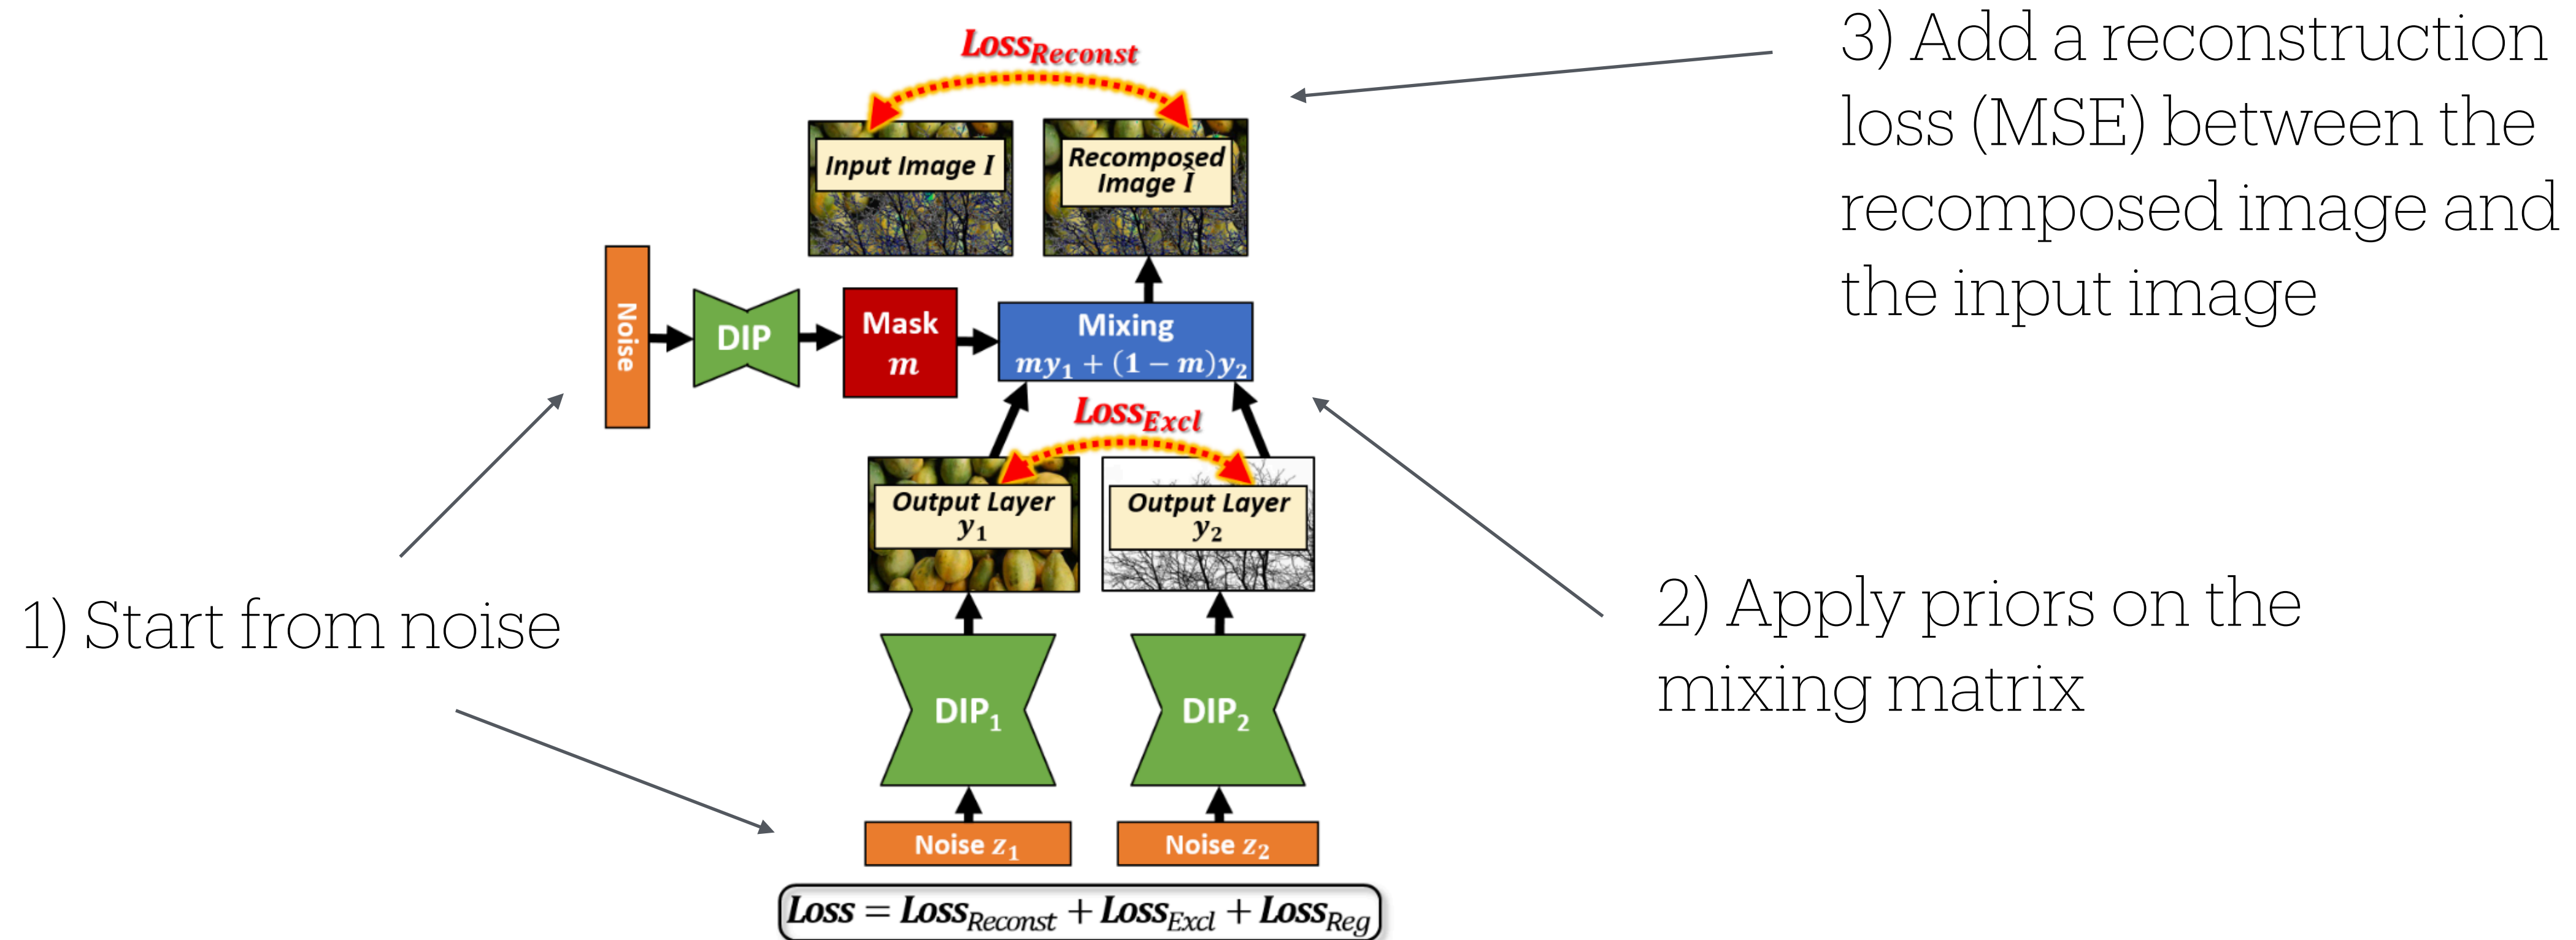 Loss_Reconst
Input Image I
Recomposed
Image Î
3) Add a reconstruction
loss (MSE) between the
recomposed image and
the input image
Noise
DIP
Mask
m
Mixing
my₁ + (1 − m)y₂
Loss_Excl
Output Layer
y₁
Output Layer
y₂
1) Start from noise
2) Apply priors on the
mixing matrix
DIP₁
DIP₂
Noise z₁
Noise z₂
Loss = Loss_Reconst + Loss_Excl + Loss_Reg